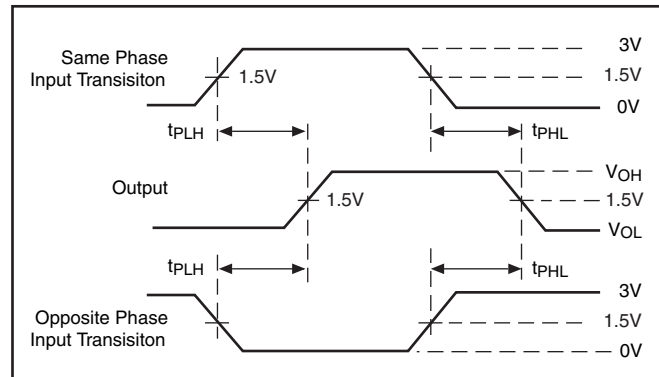 Same Phase
Input Transisiton
1.5V
3V
1.5V
0V
tPLH
tPHL
Output
1.5V
VOH
1.5V
VOL
tPLH
tPHL
Opposite Phase
Input Transisiton
3V
1.5V
0V